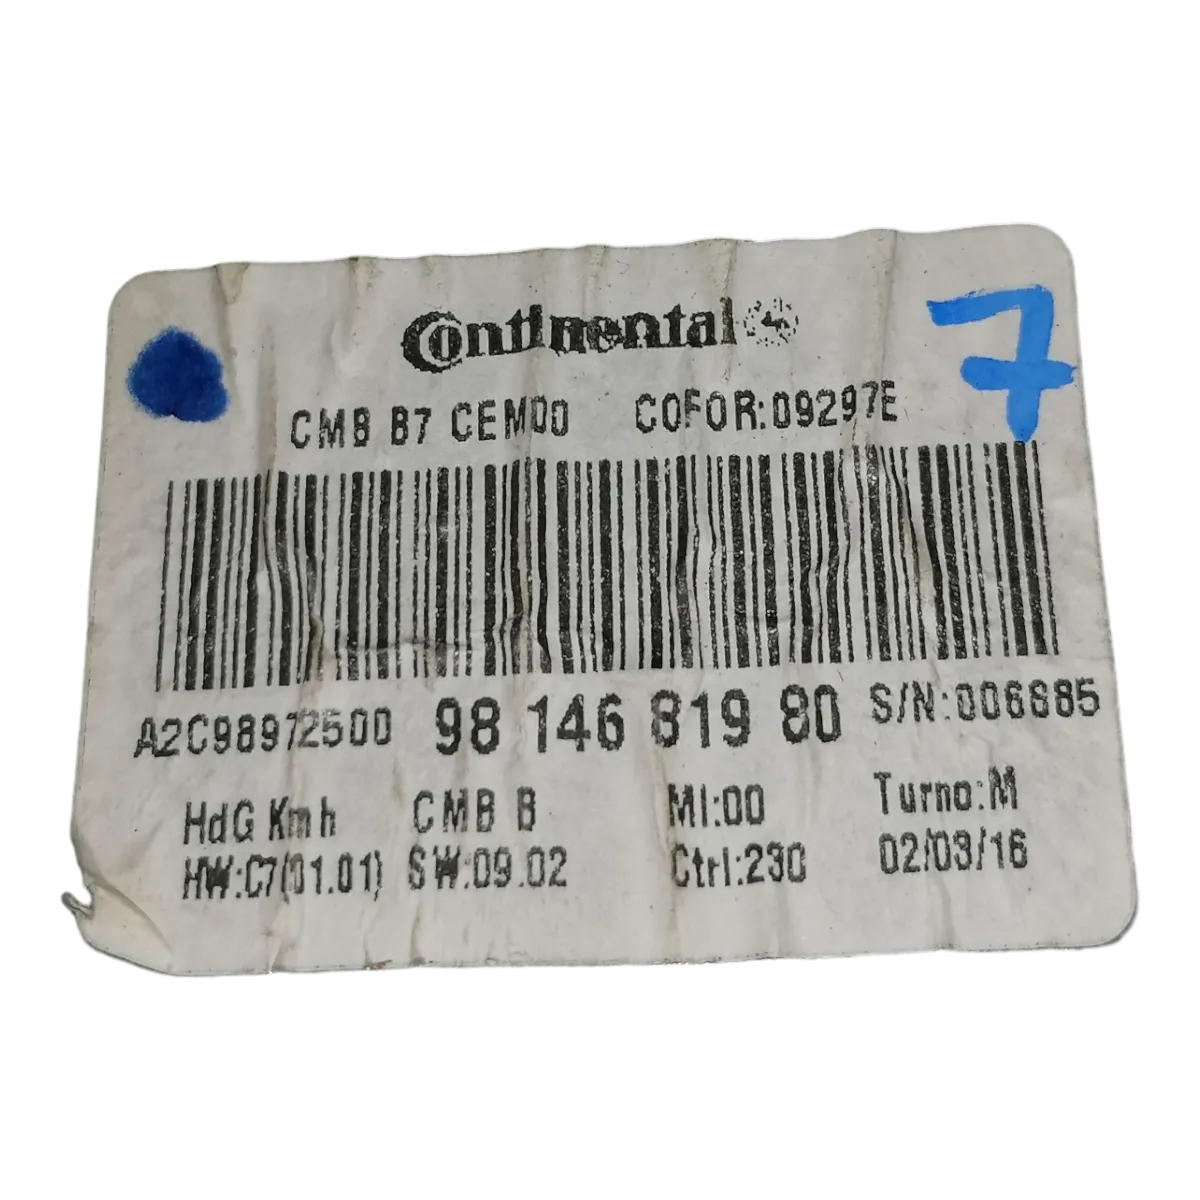 Continental
7
CMB B7 CEM00 COFOR:09297E
A2C98972500 98 146 819 80 S/N:006885
HdG Kmh CMB B MI:00 Turno:M
HW:C7(01.01) SW:09.02 Ctrl:230 02/03/16